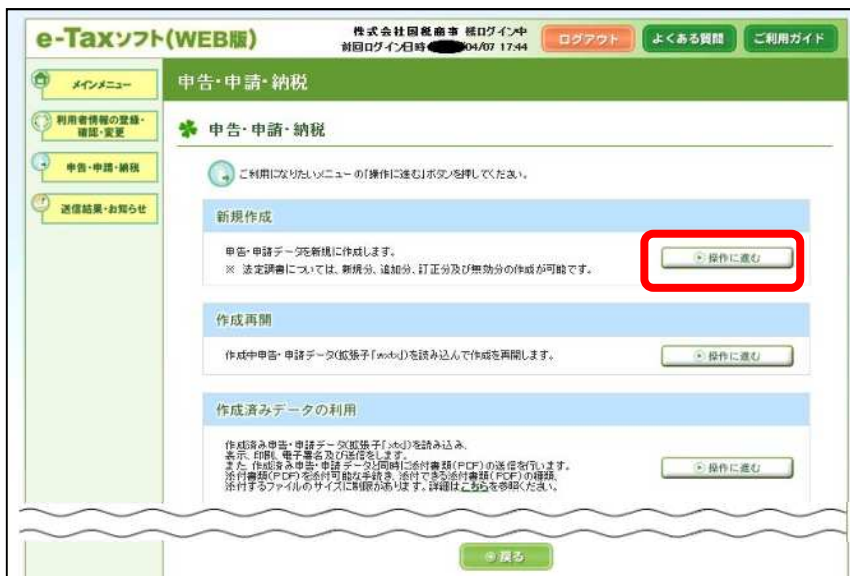 e-Taxソフト(WEB版)
株式会社国税商事 様ログイン中
前回ログイン日時 04/07 17:44
ログアウト
よくある質問
ご利用ガイド
メインメニュー
利用者情報の登録・
確認・変更
申告・申請・納税
送信結果・お知らせ
申告・申請・納税
申告・申請・納税
ご利用になりたいメニューの「操作に進む」ボタンを押してください。
新規作成
申告・申請データを新規に作成します。
※ 法定調書については、新規分、追加分、訂正分及び無効分の作成が可能です。
操作に進む
作成再開
作成中申告・申請データ(拡張子「.xtx」)を読み込んで作成を再開します。
操作に進む
作成済みデータの利用
作成済み申告・申請データ(拡張子「.xtx」)を読み込み、
表示、印刷、電子署名及び送信をします。
また、作成済み申告・申請データと同時に添付書類(PDF)の送信を行います。
添付書類(PDF)を添付可能な手続き、添付できる添付書類(PDF)の種類、
添付するファイルのサイズに制限があります。詳細はこちらを参照ください。
操作に進む
戻る